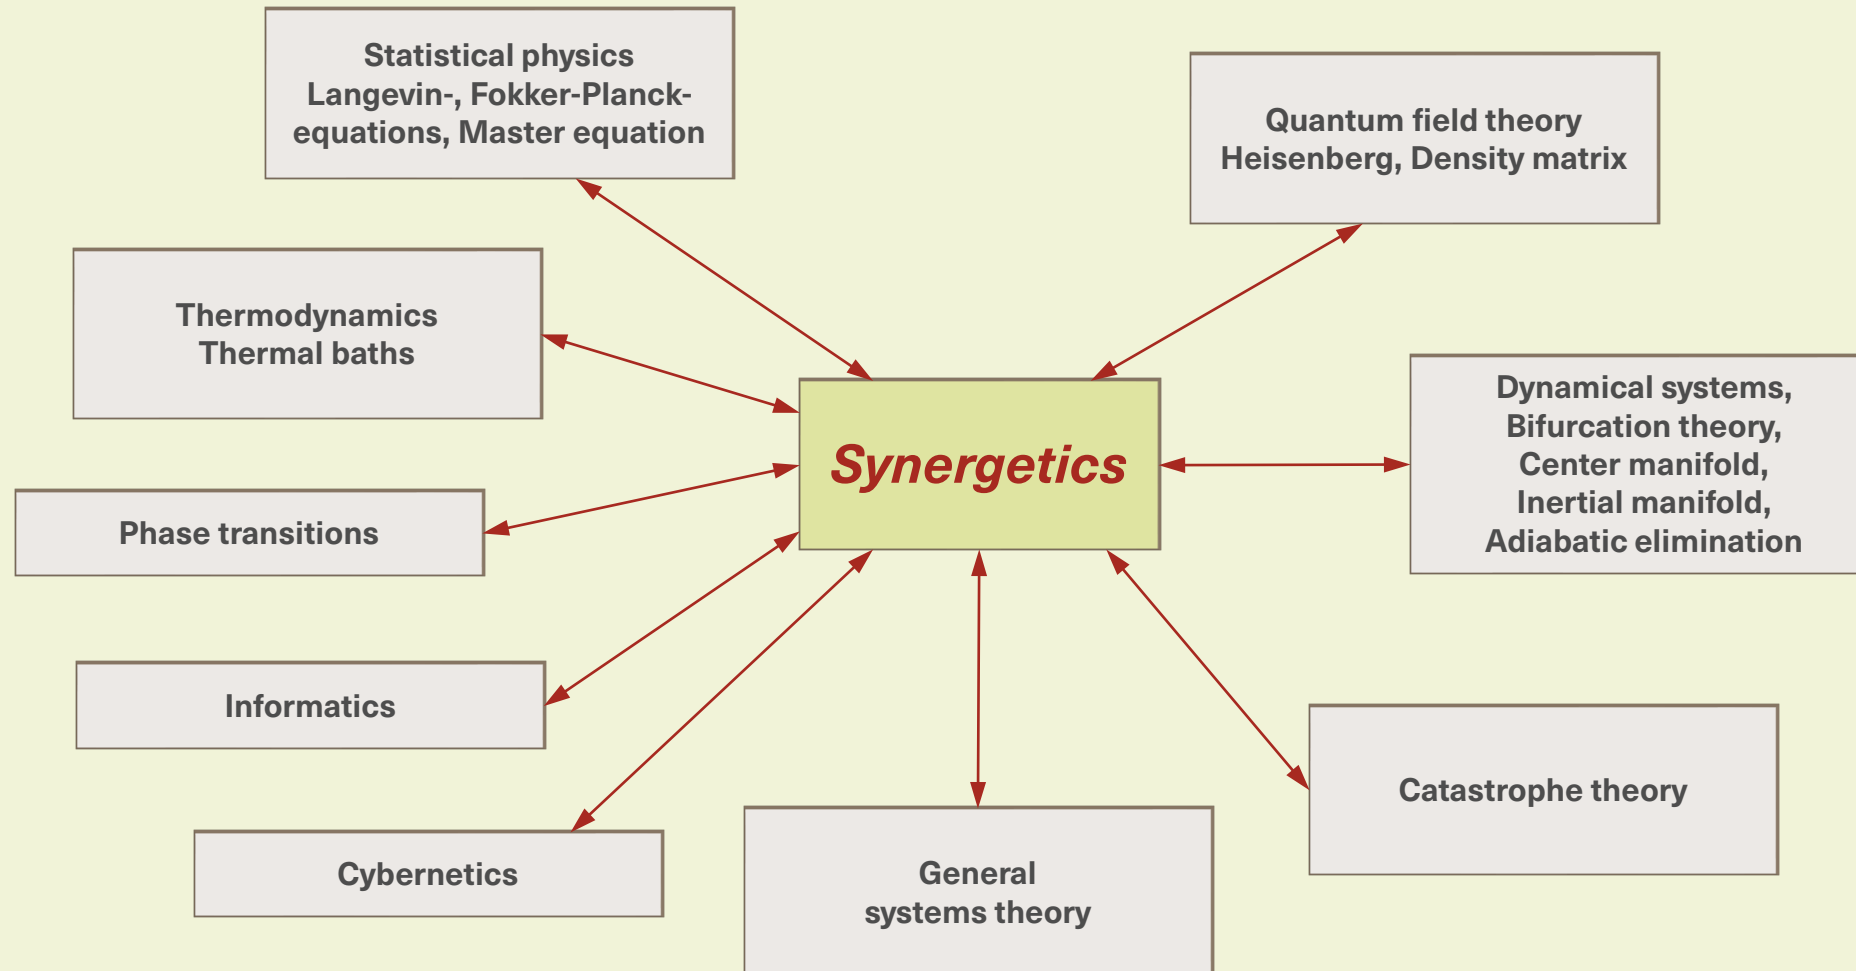 Statistical physics
Langevin-, Fokker-Planck-
equations, Master equation
Quantum field theory
Heisenberg, Density matrix
Thermodynamics
Thermal baths
Synergetics
Dynamical systems,
Bifurcation theory,
Center manifold,
Inertial manifold,
Adiabatic elimination
Phase transitions
Informatics
Catastrophe theory
Cybernetics
General
systems theory